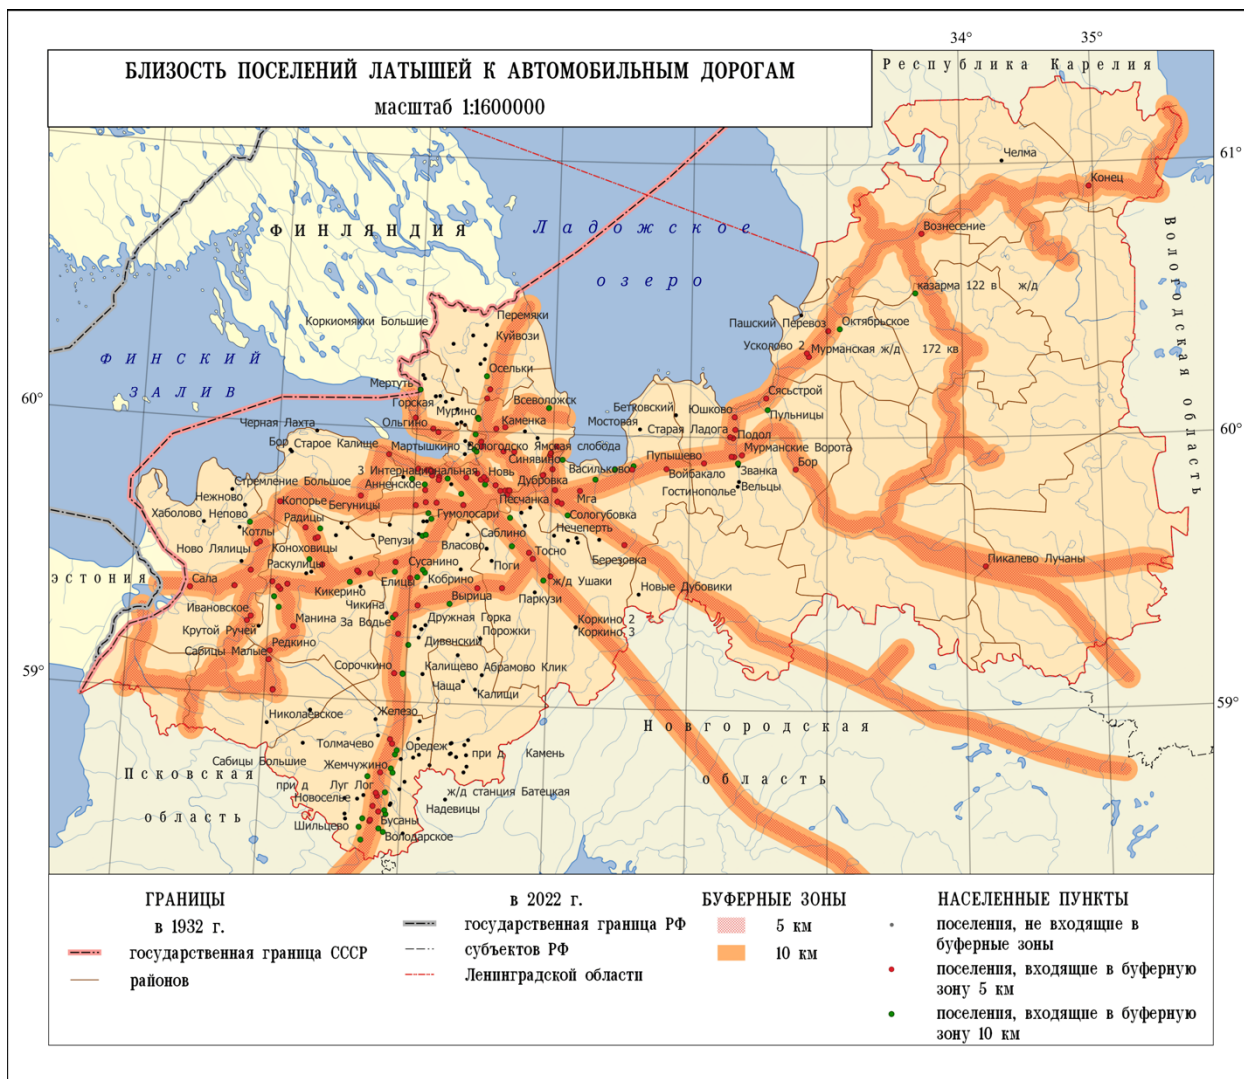 34°
35°
Республика Карелия
БЛИЗОСТЬ ПОСЕЛЕНИЙ ЛАТЫШЕЙ К АВТОМОБИЛЬНЫМ ДОРОГАМ
масштаб 1:1600000
61°
Челма
Конец
Вологодская область
Вознесение
ФИНЛЯНДИЯ
Ладожское
озеро
казарма 122 в ж/д
Перемяки
Коркиомякки Большие
Куйвози
Пашский Перевоз
Октябрьское
Усколово 2
Мурманская ж/д 172 кв
ФИНСКИЙ
ЗАЛИВ
Осельки
Мертуть
60°
Горская
Мурино
Всеволожск
Сясьстрой
Бетковский
Юшково
Пульницы
Черная Лахта
Ольгино
Каменка
Мостовая
Старая Ладога
Подол
60°
Бор
Старое Калище
Мартышкино
Вологодско Ямская слобода
Мурманские Ворота
Синявино
Пупышево
3 Интернациональная
Новь
Васильково
Войбакало
Званка
Бор
Стремление Большое
Анненское
Дубровка
Гостинополье
Вельцы
Нежново
Копорье
Бегуницы
Песчанка
Мга
Хаболово
Непово
Радицы
Гумолосари
Сологубовка
Котлы
Репузи
Саблино
Нечеперть
Ново Лялицы
Коноховицы
Власово
Тосно
Березовка
Раскулицы
Сусанино
Поги
Пикалево
Лучаны
эстония
Сала
Елицы
Кобрино
ж/д Ушаки
Новые Дубовики
Кикерино
Вырица
Паркузи
Ивановское
Чикина
Манина
За Водье
Дружная Горка
Коркино 2
Крутой Ручей
Порожки
Коркино 3
Редкино
Дивенский
Сабицы Малые
59°
Сорочкино
Калищево
Абрамово Клик
Чаща
Калищи
59°
Николаевское
Железо
Новгородская
Толмачево
Оредеж
при д
Камень
Сабицы Большие
Псковская
Жемчужино
область
при д
Луг Лог
ж/д станция Батецкая
Новоселье
Надевицы
область
Шильцево
Бусаны
Володарское
ГРАНИЦЫ
в 1932 г.
государственная граница СССР
районов
в 2022 г.
государственная граница РФ
субъектов РФ
Ленинградской области
БУФЕРНЫЕ ЗОНЫ
5 км
10 км
НАСЕЛЕННЫЕ ПУНКТЫ
поселения, не входящие в
буферные зоны
поселения, входящие в буферную
зону 5 км
поселения, входящие в буферную
зону 10 км